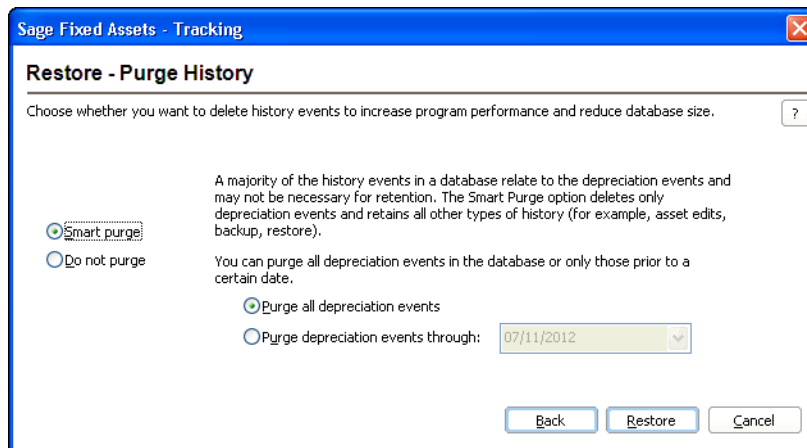 Sage Fixed Assets - Tracking
Restore - Purge History
Choose whether you want to delete history events to increase program performance and reduce database size.
?
A majority of the history events in a database relate to the depreciation events and
may not be necessary for retention. The Smart Purge option deletes only
depreciation events and retains all other types of history (for example, asset edits,
backup, restore).
Smart purge
Do not purge
You can purge all depreciation events in the database or only those prior to a
certain date.
Purge all depreciation events
Purge depreciation events through: 07/11/2012
Back Restore Cancel